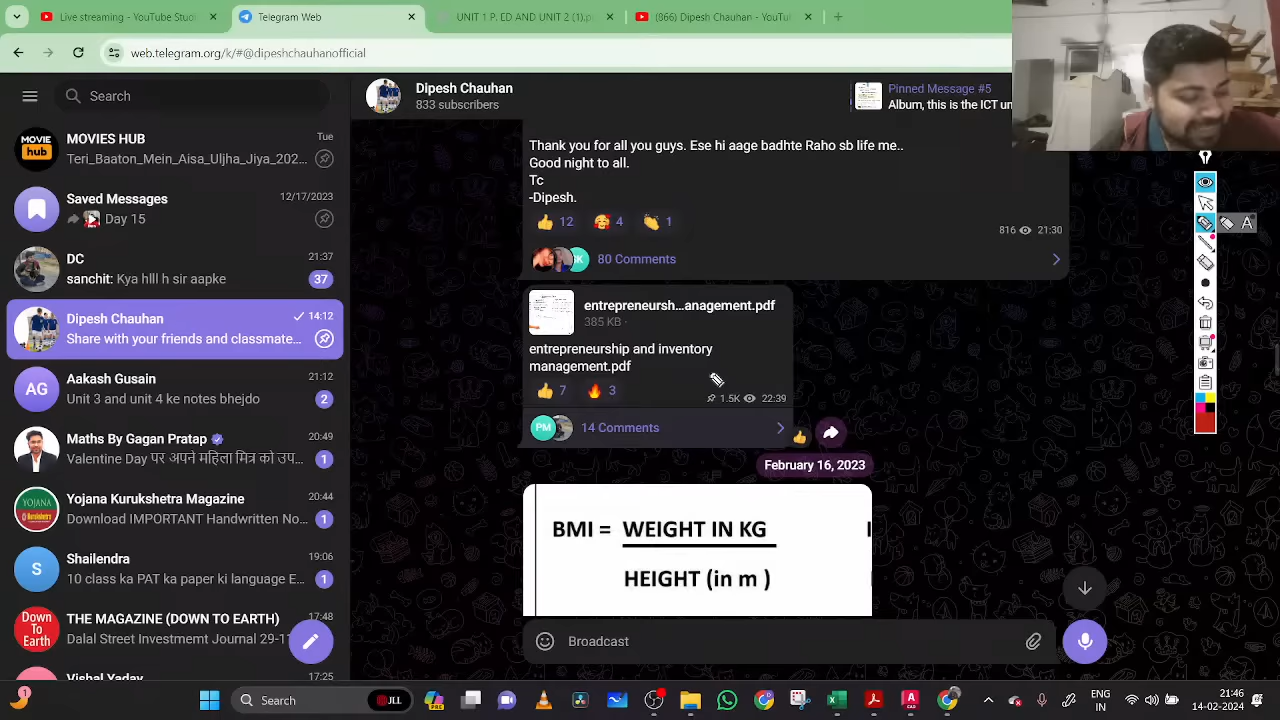 Live streaming - YouTube Studi
Telegram Web
UNIT 1 P. ED AND UNIT 2 (1).p
(866) Dipesh Chauhan - YouTu
web.telegram.org/k/#@dipeshchauhanofficial
Search
MOVIES HUB
Tue
Teri_Baaton_Mein_Aisa_Uljha_Jiya_202...
Saved Messages
12/17/2023
Day 15
DC
21:37
sanchit: Kya hlll h sir aapke
37
Dipesh Chauhan
14:12
Share with your friends and classmate...
AG
Aakash Gusain
21:12
Unit 3 and unit 4 ke notes bhejdo
2
Maths By Gagan Pratap
20:49
Valentine Day पर अपने महिला मित्र को उप...
1
YOJANA
Yojana Kurukshetra Magazine
20:44
Download IMPORTANT Handwritten No...
1
S
Shailendra
19:06
10 class ka PAT ka paper ki language E...
1
Down
To
Earth
THE MAGAZINE (DOWN TO EARTH)
17:48
Dalal Street Investmemt Journal 29-1
Vishal Yadav
17:25
Dipesh Chauhan
833 subscribers
Pinned Message #5
Album, this is the ICT un
Thank you for all you guys. Ese hi aage badhte Raho sb life me..
Good night to all.
Tc
-Dipesh.
12
4
1
816
21:30
80 Comments
entrepreneursh...anagement.pdf
385 KB
entrepreneurship and inventory
management.pdf
7
3
1.5K
22:39
PM
14 Comments
February 16, 2023
BMI = WEIGHT IN KG
HEIGHT (in m )
Broadcast
A
1
Search
JLL
PRE
ENG
IN
21:46
14-02-2024